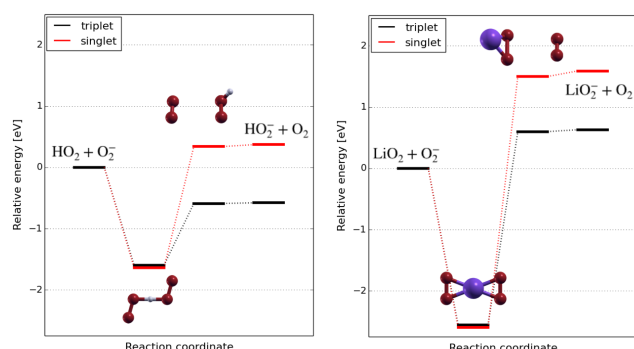 triplet
singlet
2
1
0
−1
−2
Relative energy [eV]
HO₂ + O₂⁻
HO₂⁻ + O₂
Reaction coordinate
triplet
singlet
2
1
0
−1
−2
Relative energy [eV]
LiO₂ + O₂⁻
LiO₂⁻ + O₂
Reaction coordinate